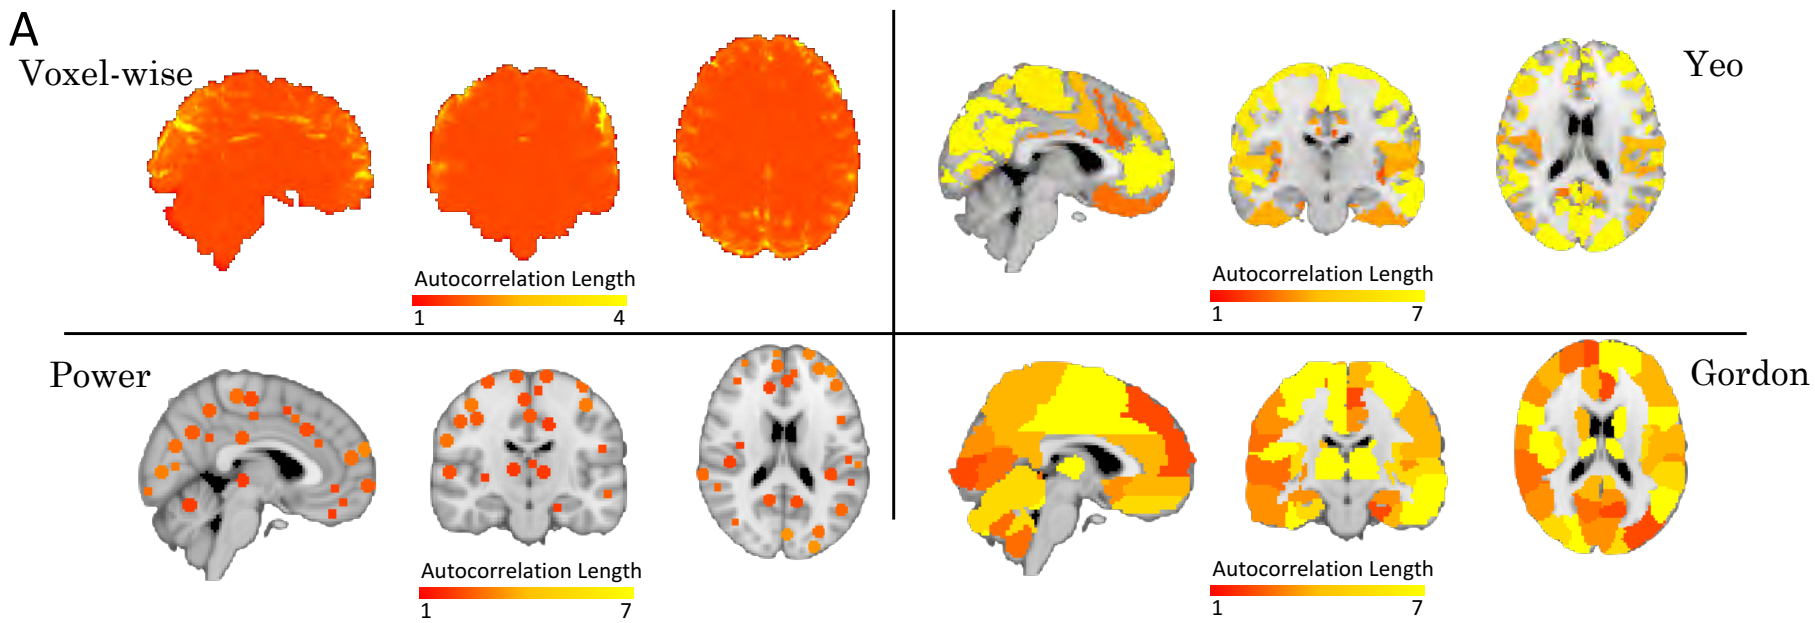 A
Voxel-wise
Autocorrelation Length
1 4
Yeo
Autocorrelation Length
1 7
Power
Autocorrelation Length
1 7
Gordon
Autocorrelation Length
1 7